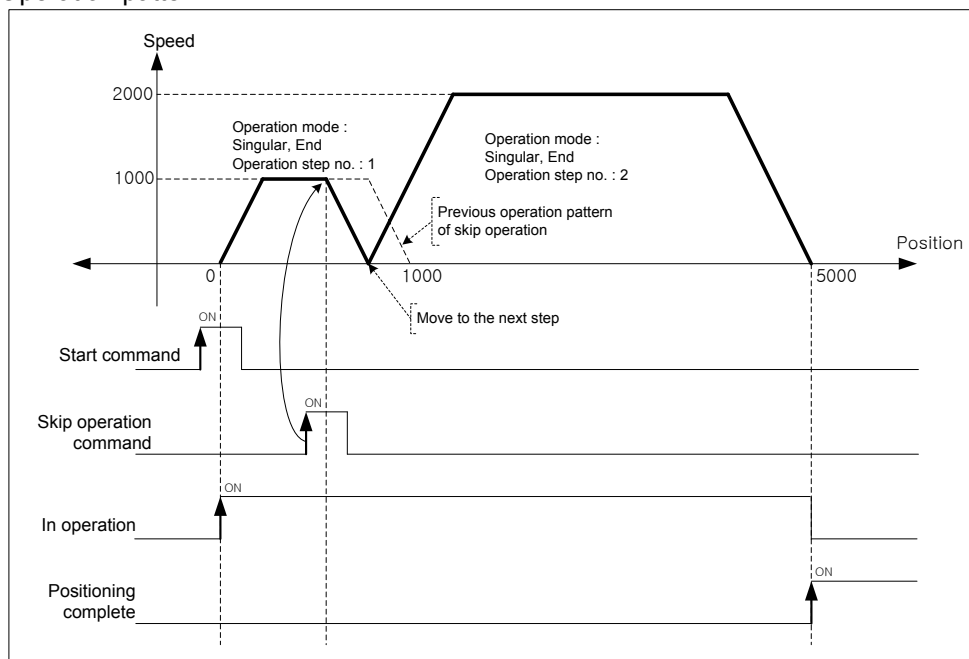 Speed
2000
Operation mode :
Singular, End
Operation step no. : 1
Operation mode :
Singular, End
Operation step no. : 2
1000
Previous operation pattern
of skip operation
Position
0
1000
5000
Move to the next step
ON
Start command
ON
Skip operation
command
ON
In operation
ON
Positioning
complete